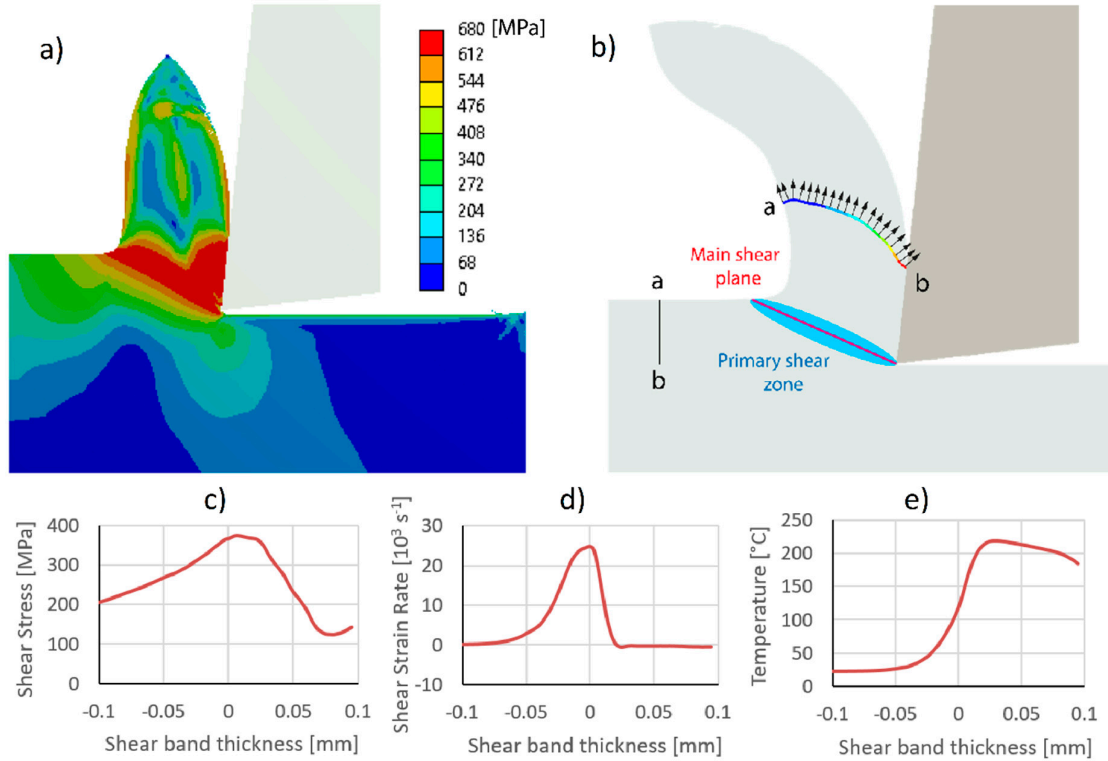 a)
680 [MPa]
612
544
476
408
340
272
204
136
68
0
b)
a
b
Main shear
plane
a
b
Primary shear
zone
c)
Shear Stress [MPa]
400
300
200
100
0
-0.1 -0.05 0 0.05 0.1
Shear band thickness [mm]
d)
Shear Strain Rate [10³ s⁻¹]
30
20
10
0
-10
-0.1 -0.05 0 0.05 0.1
Shear band thickness [mm]
e)
Temperature [°C]
250
200
150
100
50
0
-0.1 -0.05 0 0.05 0.1
Shear band thickness [mm]